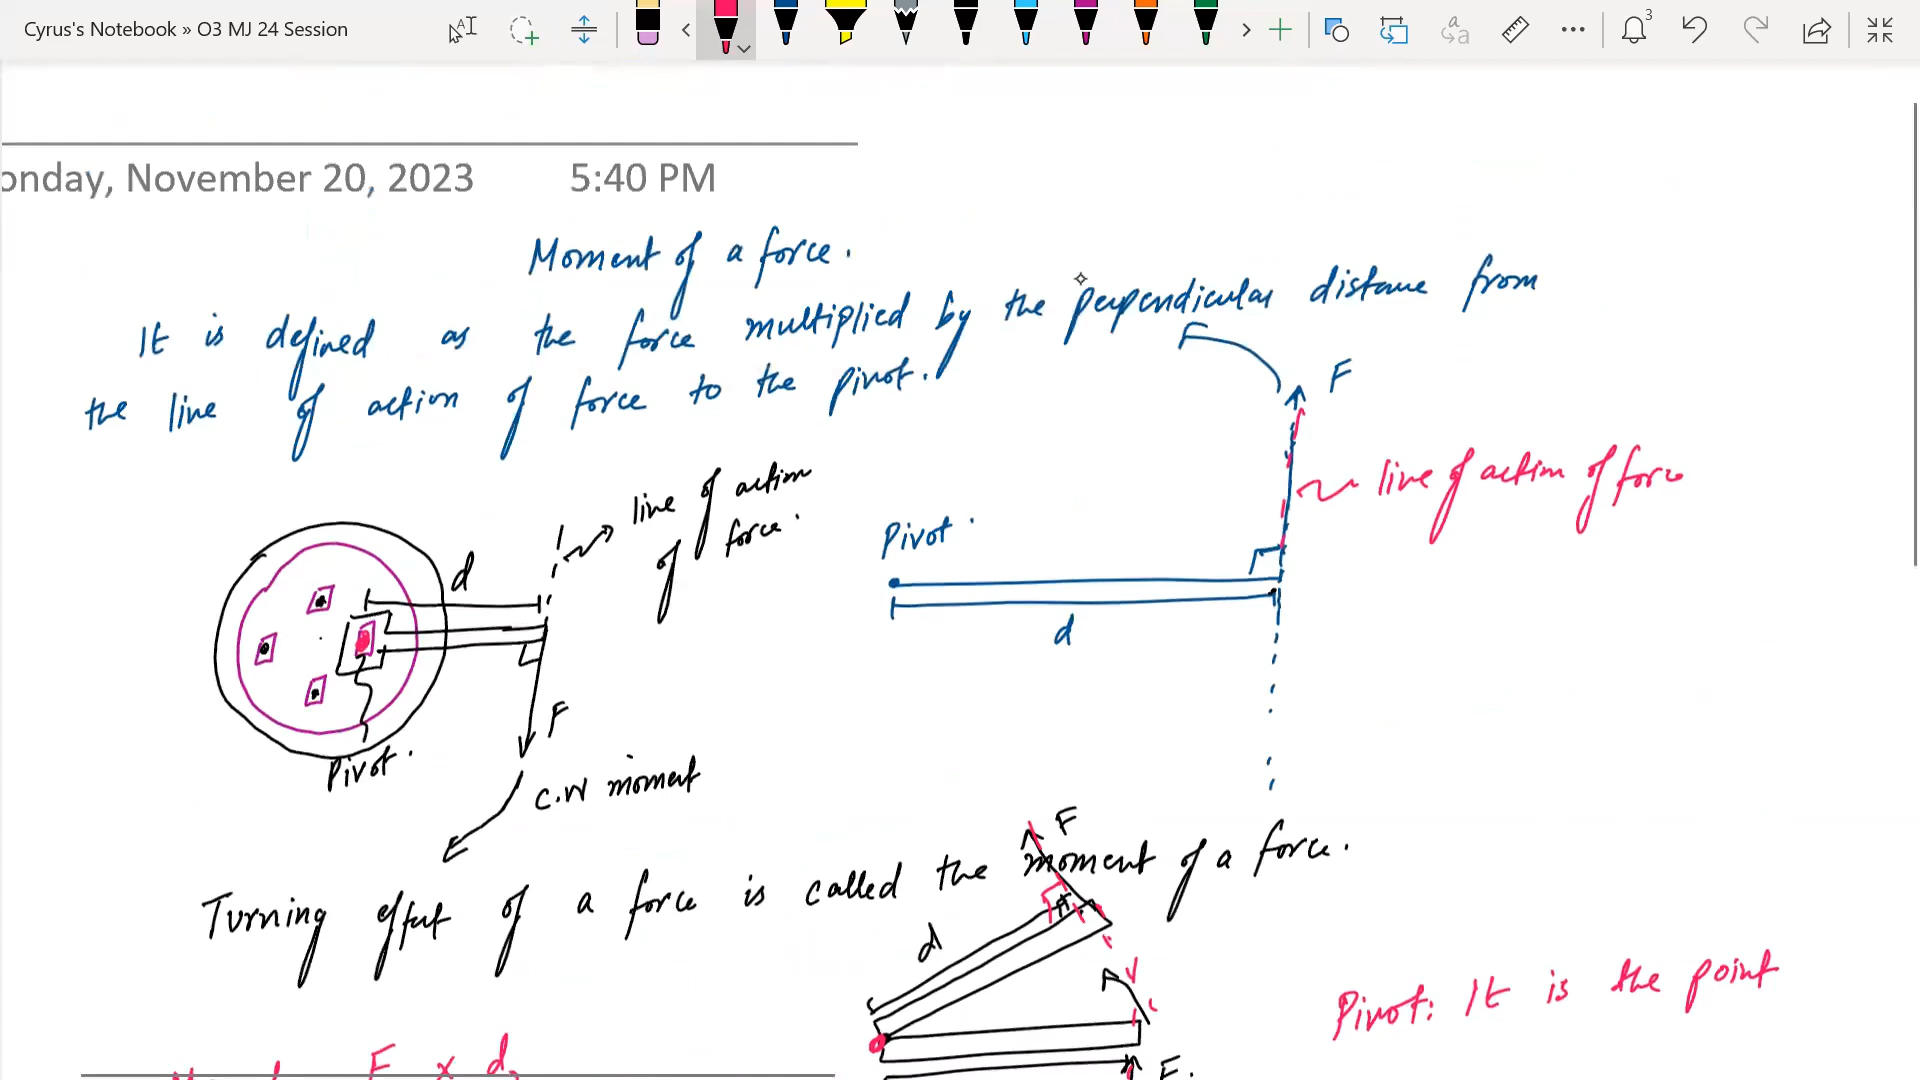 Cyrus's Notebook » O3 MJ 24 Session
3
onday, November 20, 2023 5:40 PM
Moment of a force.
It is defined as the force multiplied by the perpendicular distance from
the line of action of force to the pivot.
F
line of action of force
line of action
of force.
Pivot.
d
d
F
Pivot.
C.W moment
F
Turning effect of a force is called the moment of a force.
d
Pivot: It is the point
F x d
F.